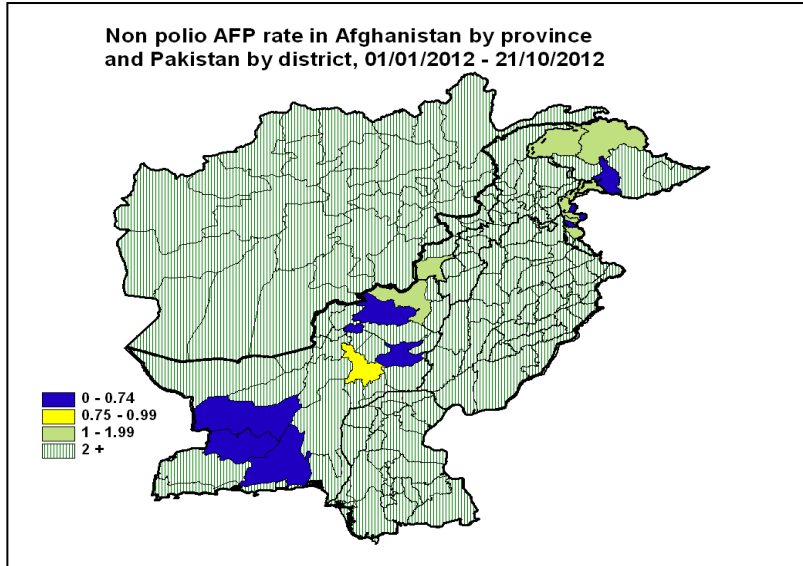 Non polio AFP rate in Afghanistan by province
and Pakistan by district, 01/01/2012 - 21/10/2012
0 - 0.74
0.75 - 0.99
1 - 1.99
2 +